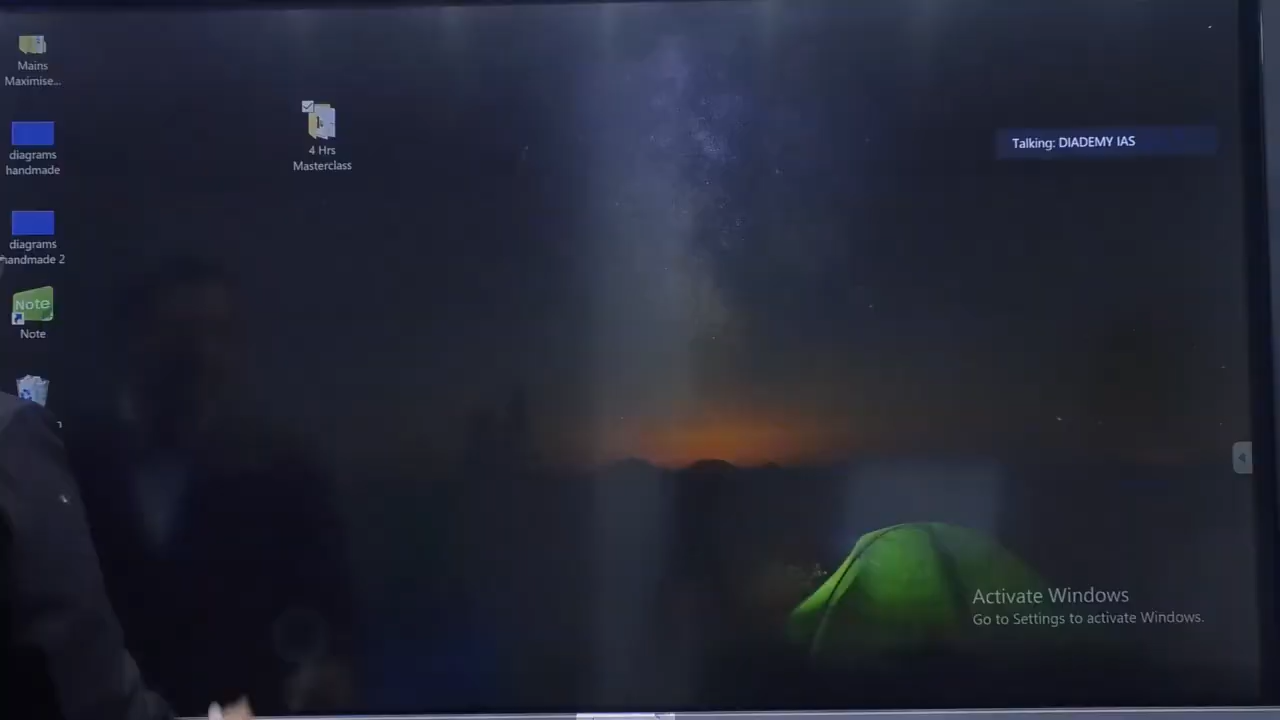 Mains
Maximise...
diagrams
handmade
diagrams
handmade 2
Note
Note
4 Hrs
Masterclass
Talking: DIADEMY IAS
Activate Windows
Go to Settings to activate Windows.